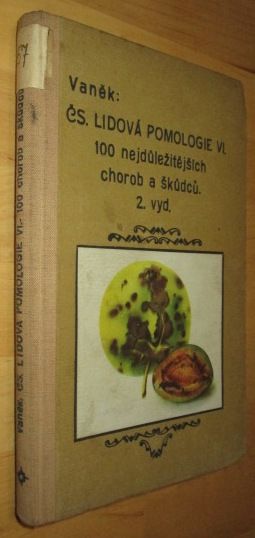 Vaněk:
ČS. LIDOVÁ POMOLOGIE VI.
100 nejdůležitějších
chorob a škůdců.
2. vyd.
Vaněk: ČS. LIDOVÁ POMOLOGIE VI.- 100 chorob a škůdců